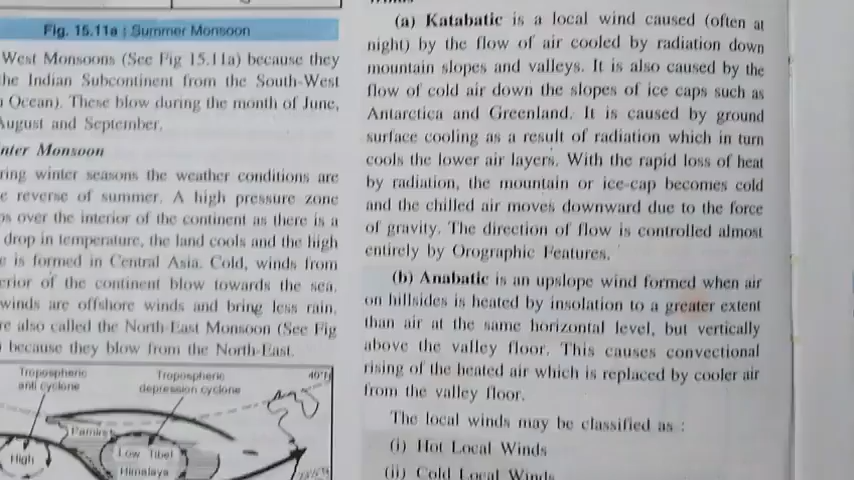 Fig. 15.11a : Summer Monsoon
West Monsoons (See Fig 15.11a) because they
the Indian Subcontinent from the South-West
Ocean). These blow during the month of June,
August and September.
nter Monsoon
ring winter seasons the weather conditions are
reverse of summer. A high pressure zone
ps over the interior of the continent as there is a
drop in temperature, the land cools and the high
e is formed in Central Asia. Cold, winds from
erior of the continent blow towards the sea.
winds are offshore winds and bring less rain,
re also called the North-East Monsoon (See Fig
because they blow from the North-East.
Tropospheric
anti cyclone
Tropospheric
depression cyclone
40°N
Pamirs
High
Low Tibet
Himalaya
(a) Katabatic is a local wind caused (often at
night) by the flow of air cooled by radiation down
mountain slopes and valleys. It is also caused by the
flow of cold air down the slopes of ice caps such as
Antarctica and Greenland. It is caused by ground
surface cooling as a result of radiation which in turn
cools the lower air layers. With the rapid loss of heat
by radiation, the mountain or ice-cap becomes cold
and the chilled air moves downward due to the force
of gravity. The direction of flow is controlled almost
entirely by Orographic Features.
(b) Anabatic is an upslope wind formed when air
on hillsides is heated by insolation to a greater extent
than air at the same horizontal level, but vertically
above the valley floor. This causes convectional
rising of the heated air which is replaced by cooler air
from the valley floor.
The local winds may be classified as :
(i) Hot Local Winds
(ii) Cold Local Winds